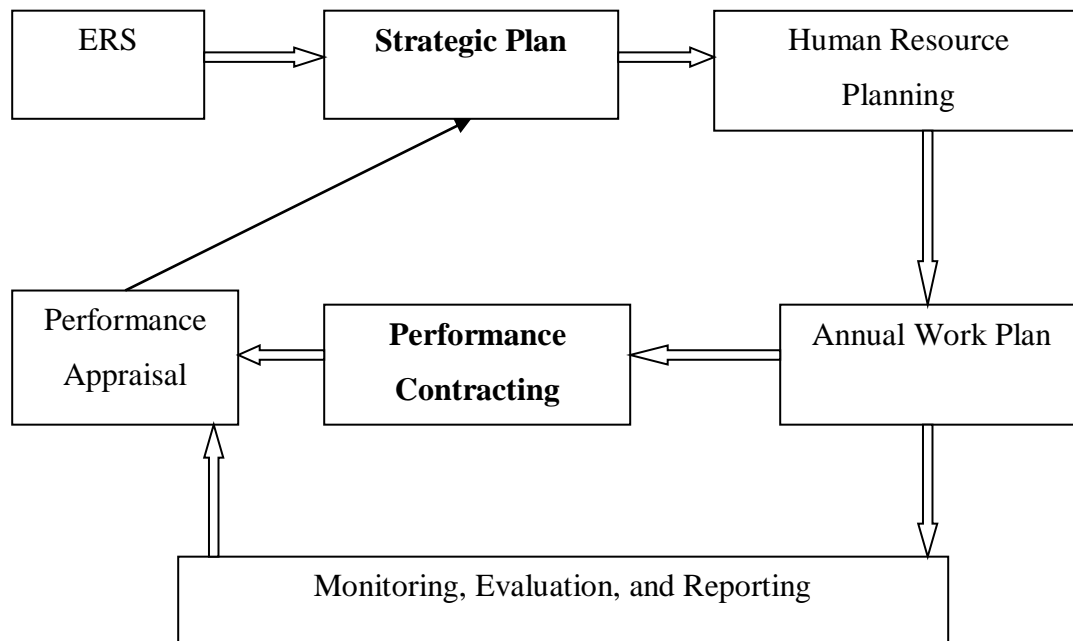 ERS
Strategic Plan
Human Resource
Planning
Performance
Appraisal
Performance
Contracting
Annual Work Plan
Monitoring, Evaluation, and Reporting